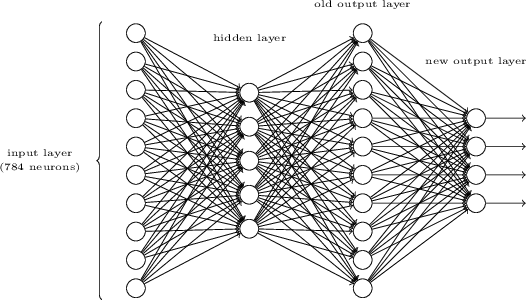 old output layer
hidden layer
new output layer
input layer
(784 neurons)